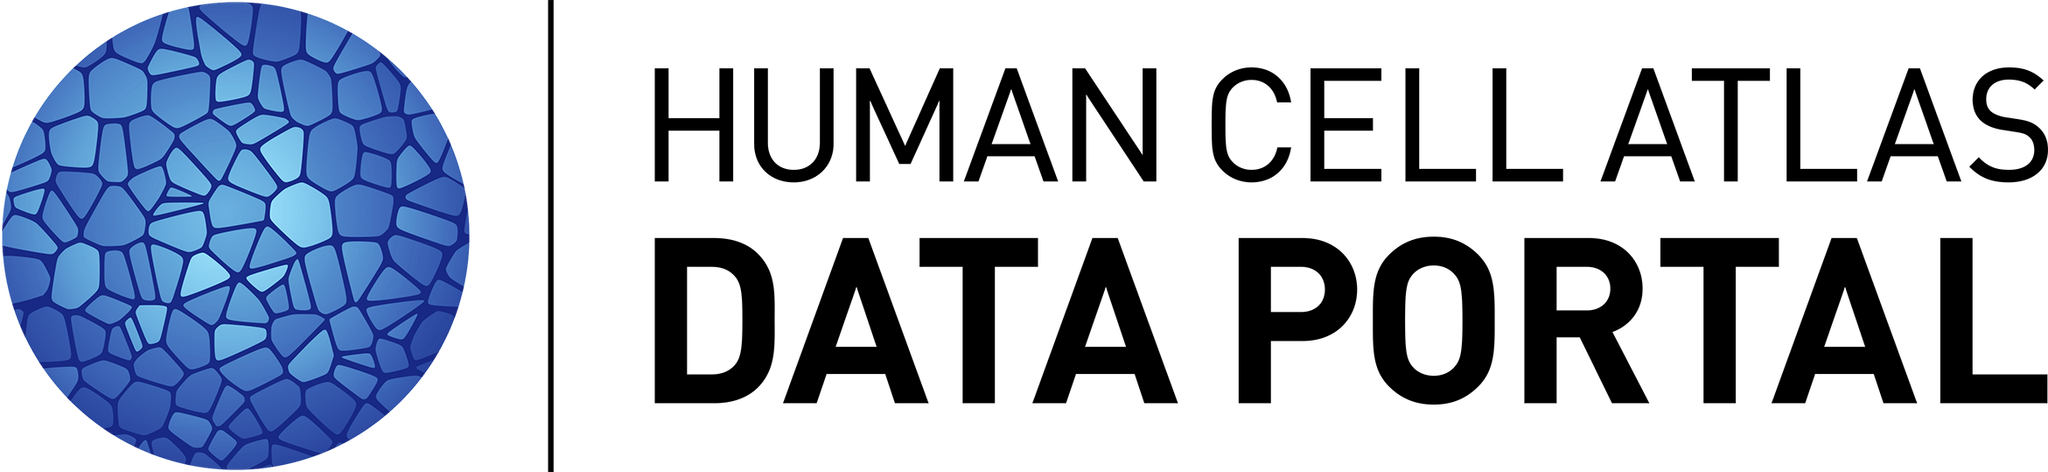 HUMAN CELL ATLAS
DATA PORTAL